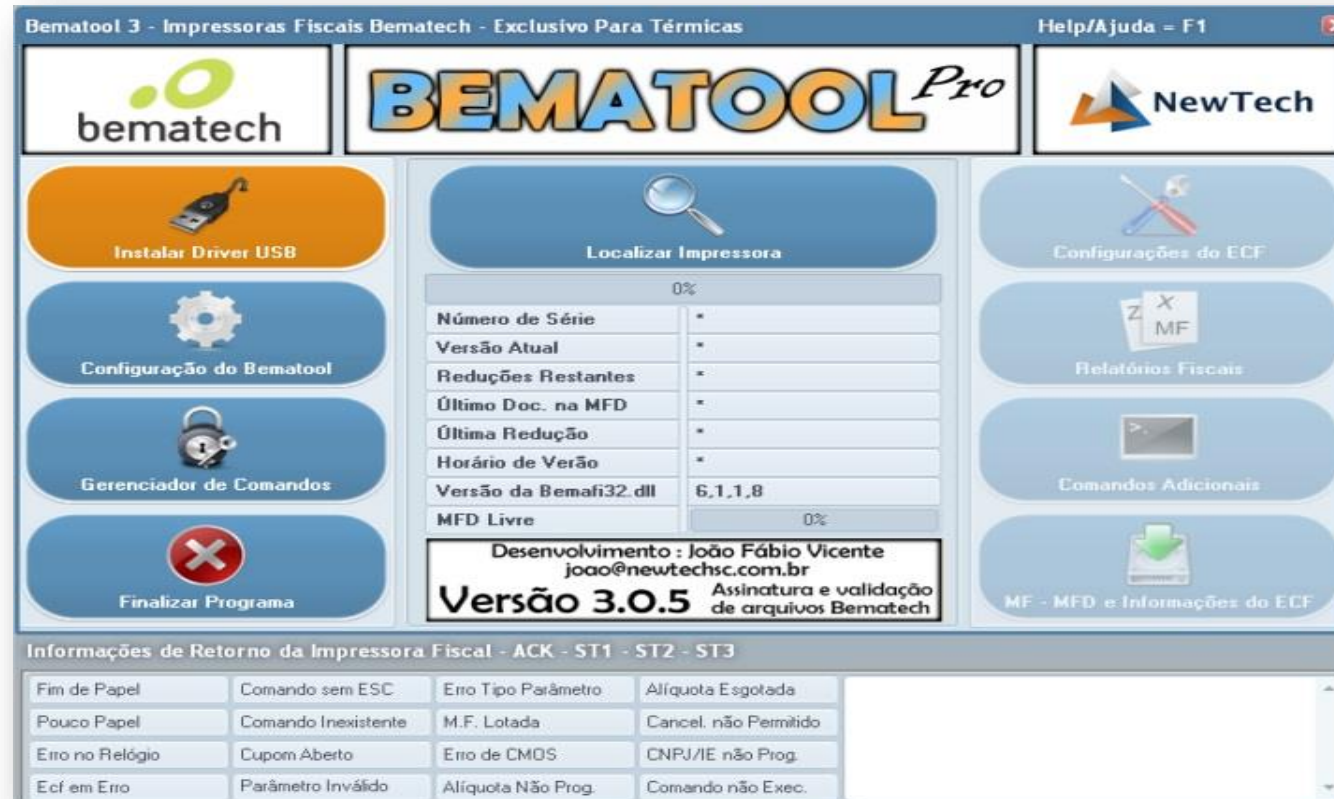 Bematool 3 - Impressoras Fiscais Bematech - Exclusivo Para Térmicas Help/Ajuda = F1
bematech
BEMATOOL Pro
NewTech
Instalar Driver USB
Configuração do Bematool
Gerenciador de Comandos
Finalizar Programa
Localizar Impressora
0%
Número de Série *
Versão Atual *
Reduções Restantes *
Último Doc. na MFD *
Última Redução *
Horário de Verão *
Versão da Bemafi32.dll 6,1,1,8
MFD Livre 0%
Desenvolvimento : João Fábio Vicente
joao@newtechsc.com.br
Versão 3.0.5 Assinatura e validação
de arquivos Bematech
Configurações do ECF
Z X MF
Relatórios Fiscais
>.
Comandos Adicionais
MF - MFD e Informações do ECF
Informações de Retorno da Impressora Fiscal - ACK - ST1 - ST2 - ST3
Fim de Papel Comando sem ESC Erro Tipo Parâmetro Alíquota Esgotada
Pouco Papel Comando Inexistente M.F. Lotada Cancel. não Permitido
Erro no Relógio Cupom Aberto Erro de CMOS CNPJ/IE não Prog.
Ecf em Erro Parâmetro Inválido Alíquota Não Prog. Comando não Exec.